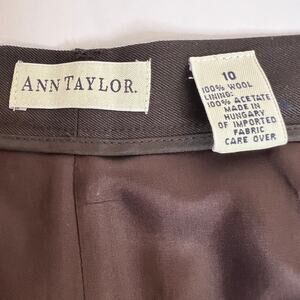 ANN TAYLOR.
10
100% WOOL
LINING:
100% ACETATE
MADE IN
HUNGARY
OF IMPORTED
FABRIC
CARE OVER